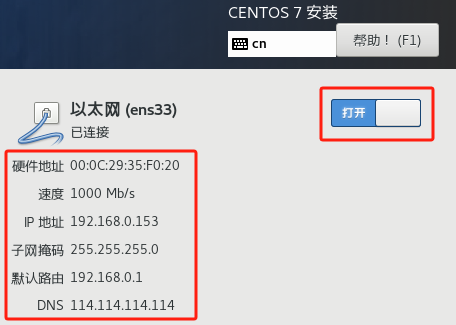 CENTOS 7 安装
cn
帮助！(F1)
以太网 (ens33)
已连接
打开
硬件地址 00:0C:29:35:F0:20
速度 1000 Mb/s
IP 地址 192.168.0.153
子网掩码 255.255.255.0
默认路由 192.168.0.1
DNS 114.114.114.114